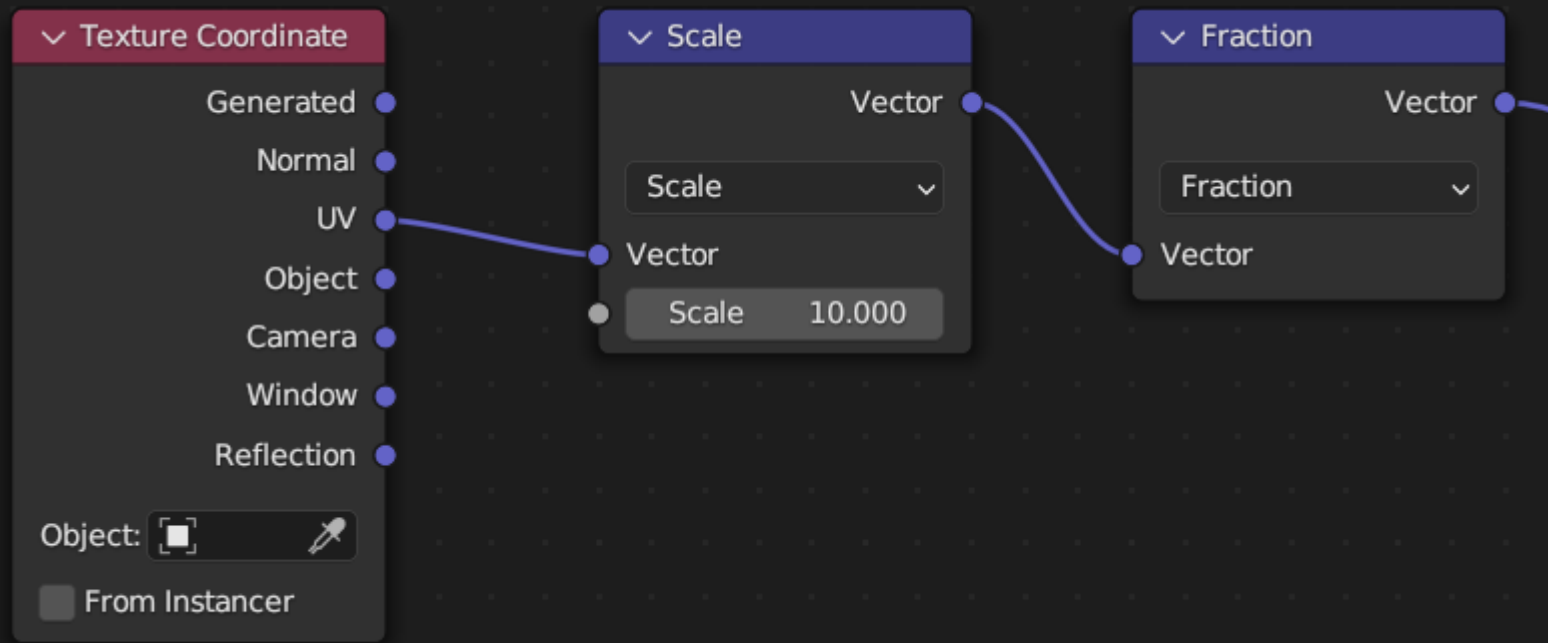 Texture Coordinate
Generated
Normal
UV
Object
Camera
Window
Reflection
Object:
From Instancer
Scale
Vector
Scale
Vector
Scale 10.000
Fraction
Vector
Fraction
Vector